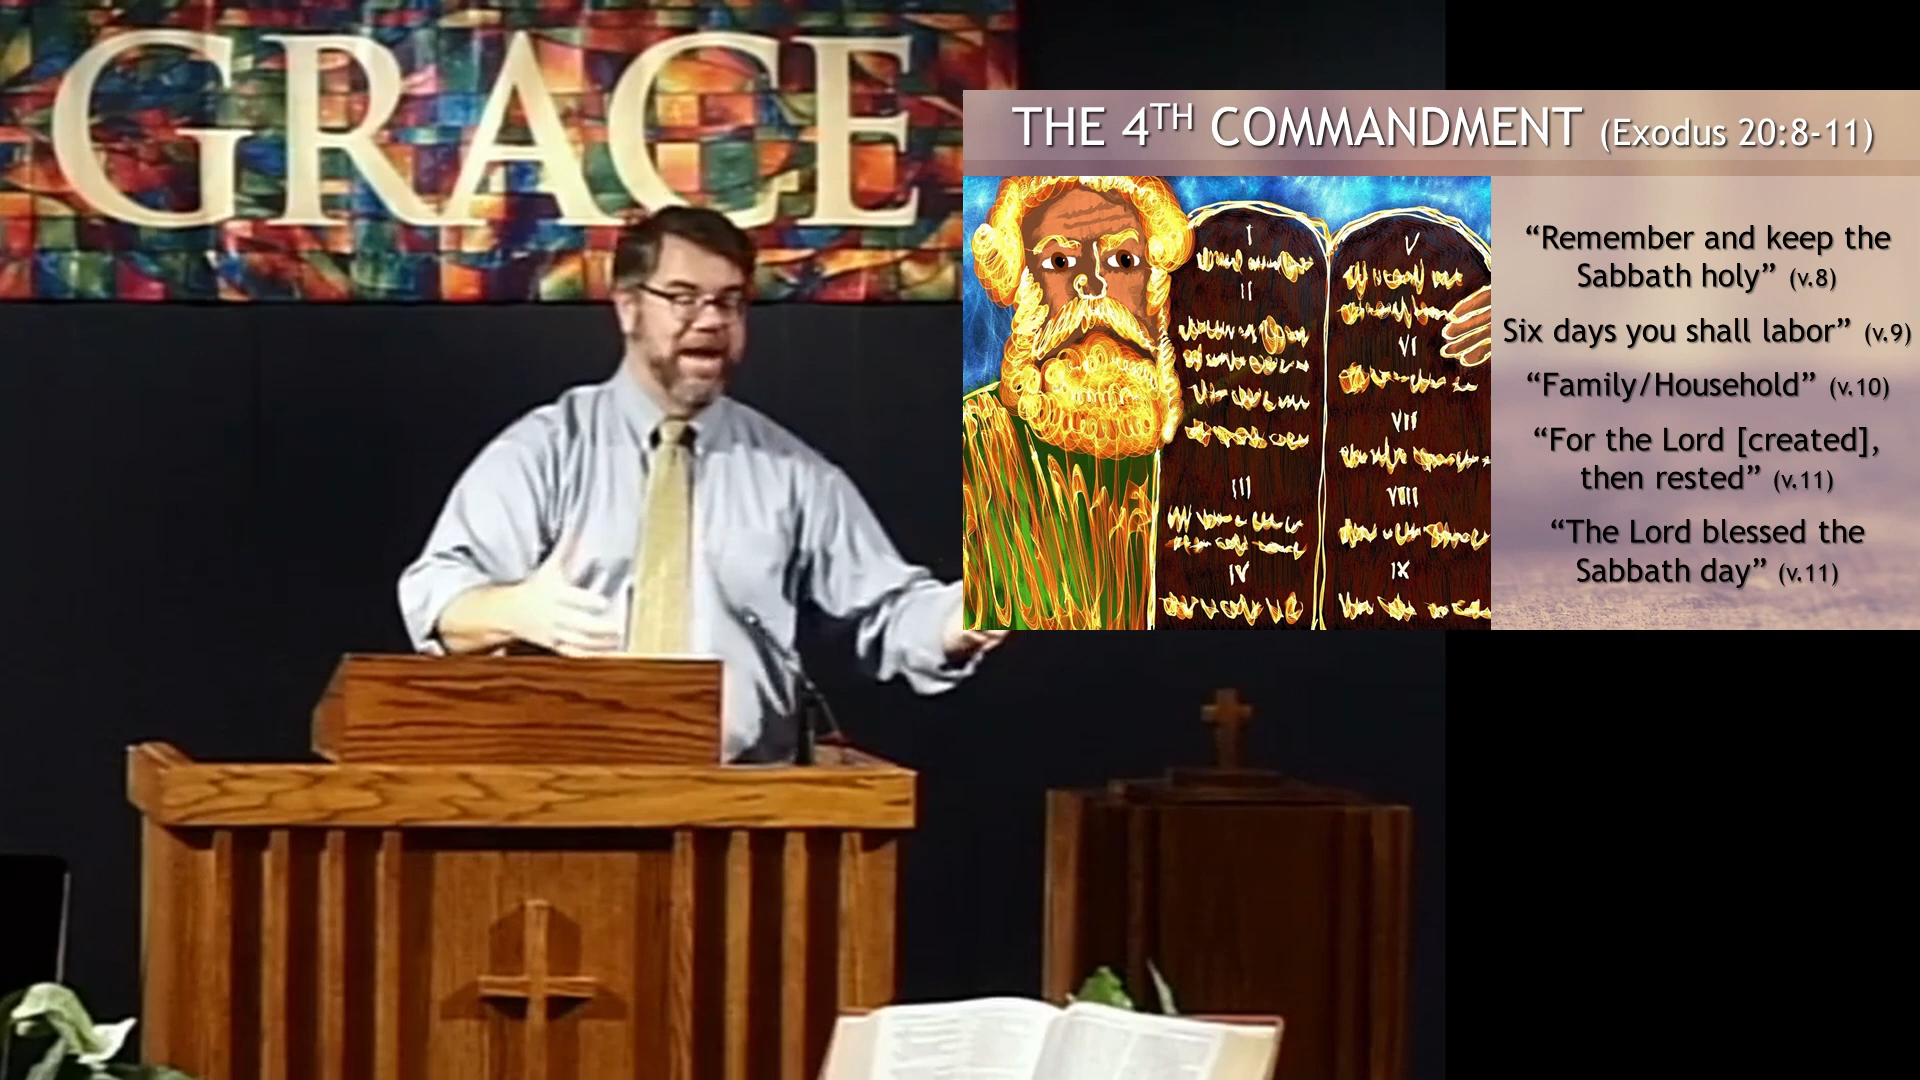 GRACE
THE 4TH COMMANDMENT (Exodus 20:8-11)
“Remember and keep the
Sabbath holy” (v.8)
Six days you shall labor” (v.9)
“Family/Household” (v.10)
“For the Lord [created],
then rested” (v.11)
“The Lord blessed the
Sabbath day” (v.11)
I
II
III
IV
V
VI
VII
VIII
IX